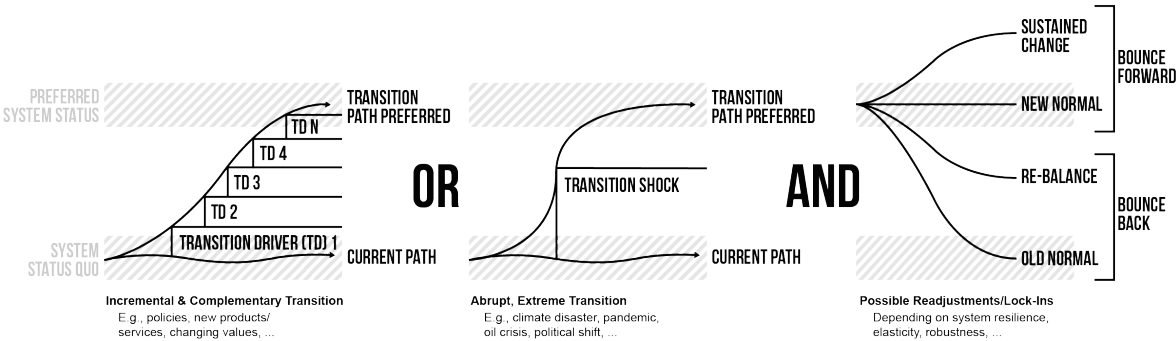 PREFERRED
SYSTEM STATUS
SYSTEM
STATUS QUO
TRANSITION
PATH PREFERRED
TD N
TD 4
TD 3
TD 2
TRANSITION DRIVER (TD) 1
CURRENT PATH
Incremental & Complementary Transition
E.g., policies, new products/
services, changing values, ...
OR
TRANSITION
PATH PREFERRED
TRANSITION SHOCK
CURRENT PATH
Abrupt, Extreme Transition
E.g., climate disaster, pandemic,
oil crisis, political shift, ...
AND
SUSTAINED
CHANGE
NEW NORMAL
BOUNCE
FORWARD
RE-BALANCE
OLD NORMAL
BOUNCE
BACK
Possible Readjustments/Lock-Ins
Depending on system resilience,
elasticity, robustness, ...